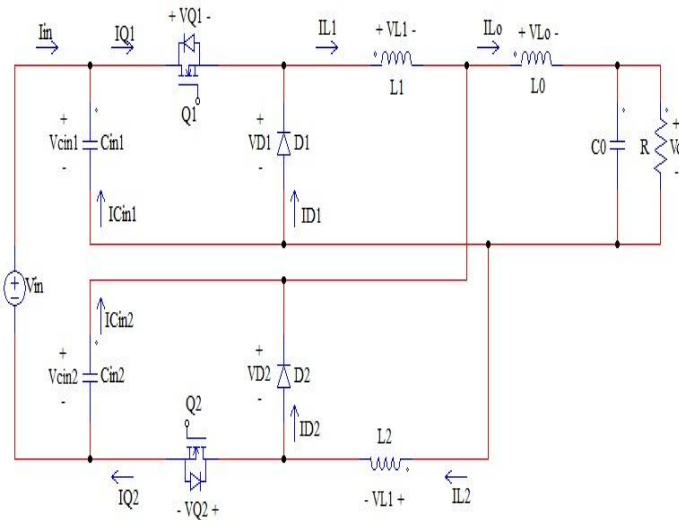 + VQ1 -
Iin
IQ1
IL1
+ VL1 -
ILo
+ VLo -
Q1
L1
L0
+
Vcin1
-
Cin1
+
VD1
-
D1
C0
R
+
-
ICin1
ID1
Vin
ICin2
+
Vcin2
-
Cin2
+
VD2
-
D2
Q2
ID2
L2
IQ2
- VQ2 +
- VL1 +
IL2